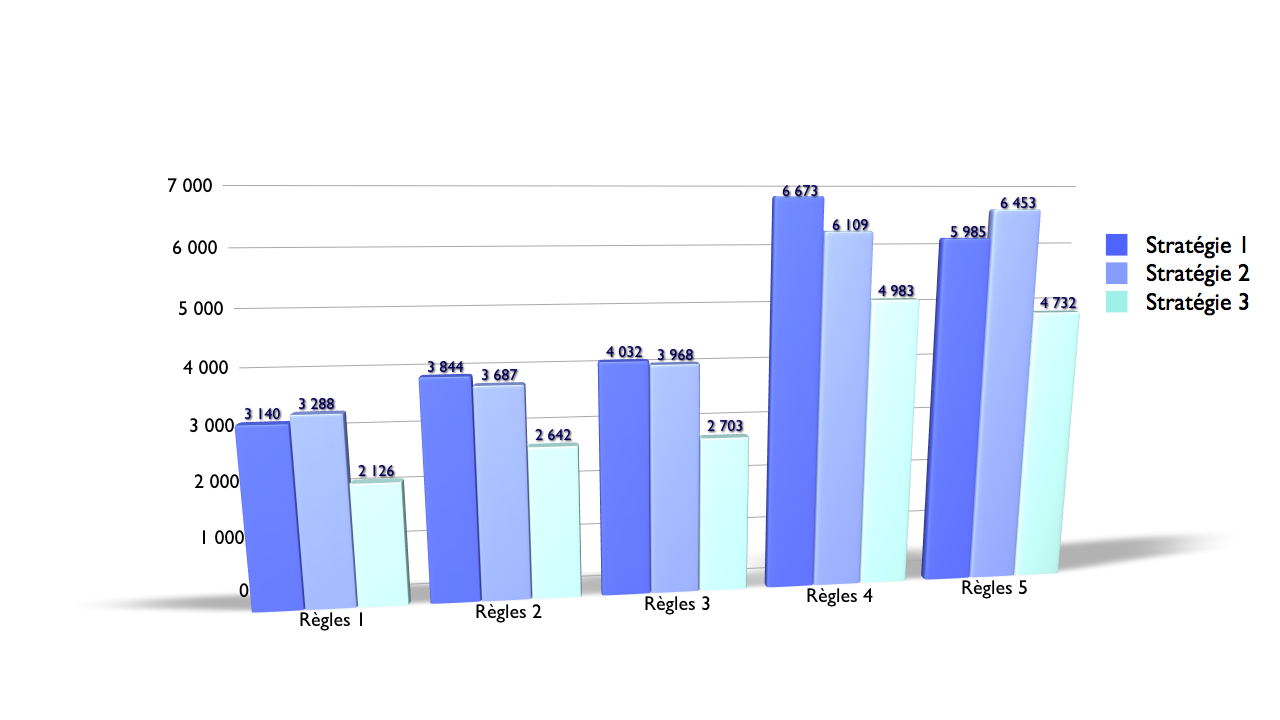 7 000
6 000
5 000
4 000
3 000
2 000
1 000
0
3 140
3 288
2 126
3 844
3 687
2 642
4 032
3 968
2 703
6 673
6 109
4 983
5 985
6 453
4 732
Règles 1
Règles 2
Règles 3
Règles 4
Règles 5
Stratégie 1
Stratégie 2
Stratégie 3